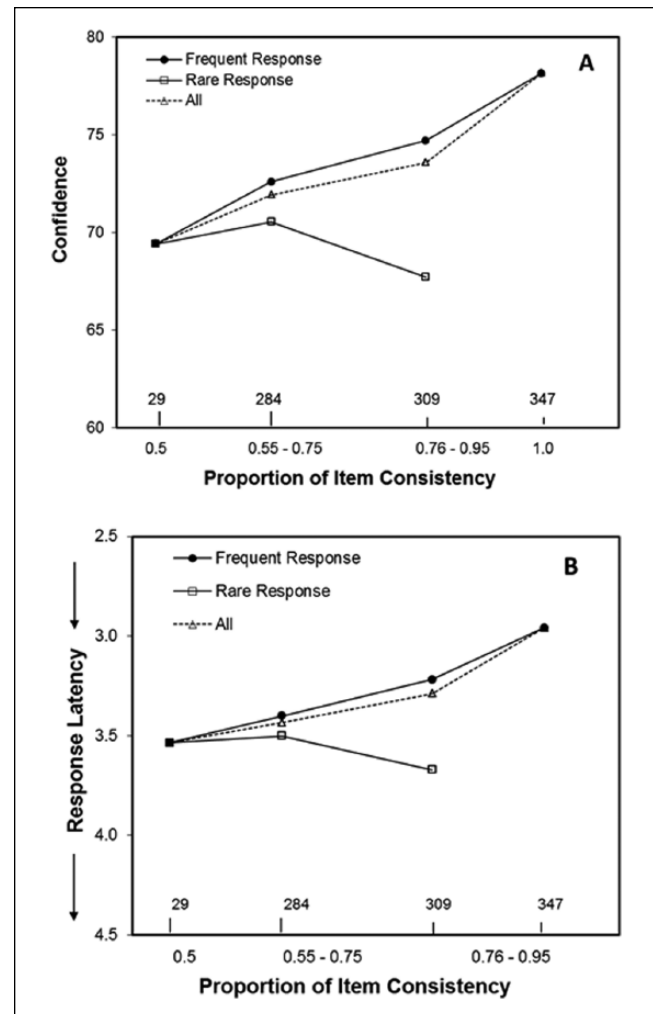 80
Frequent Response
A
Rare Response
All
75
Confidence
70
65
29 284 309 347
60
0.5 0.55 - 0.75 0.76 - 0.95 1.0
Proportion of Item Consistency
2.5
Frequent Response
B
Rare Response
All
3.0
Response Latency
3.5
4.0
29 284 309 347
4.5
0.5 0.55 - 0.75 0.76 - 0.95
Proportion of Item Consistency